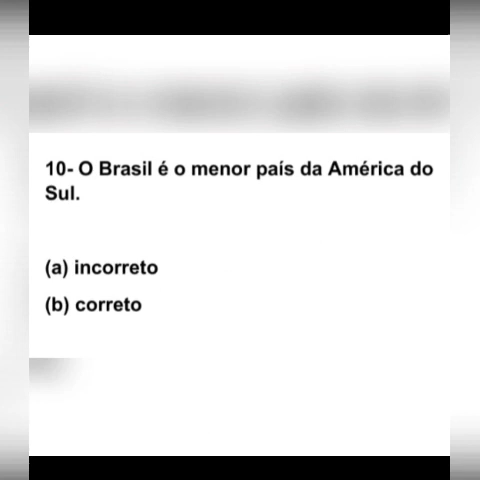 10- O Brasil é o menor país da América do
Sul.
(a) incorreto
(b) correto